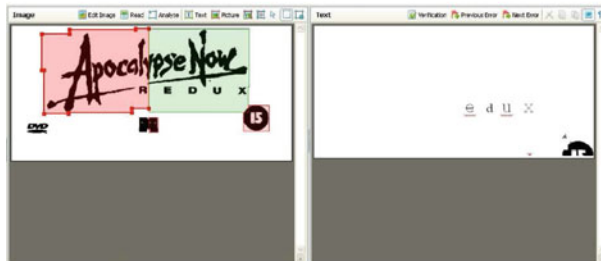 Image Edit Image Read Analyze Text Picture
Text Verification Previous Error Next Error
Apocalypse Now
REDUX
DVD
15
e d u x